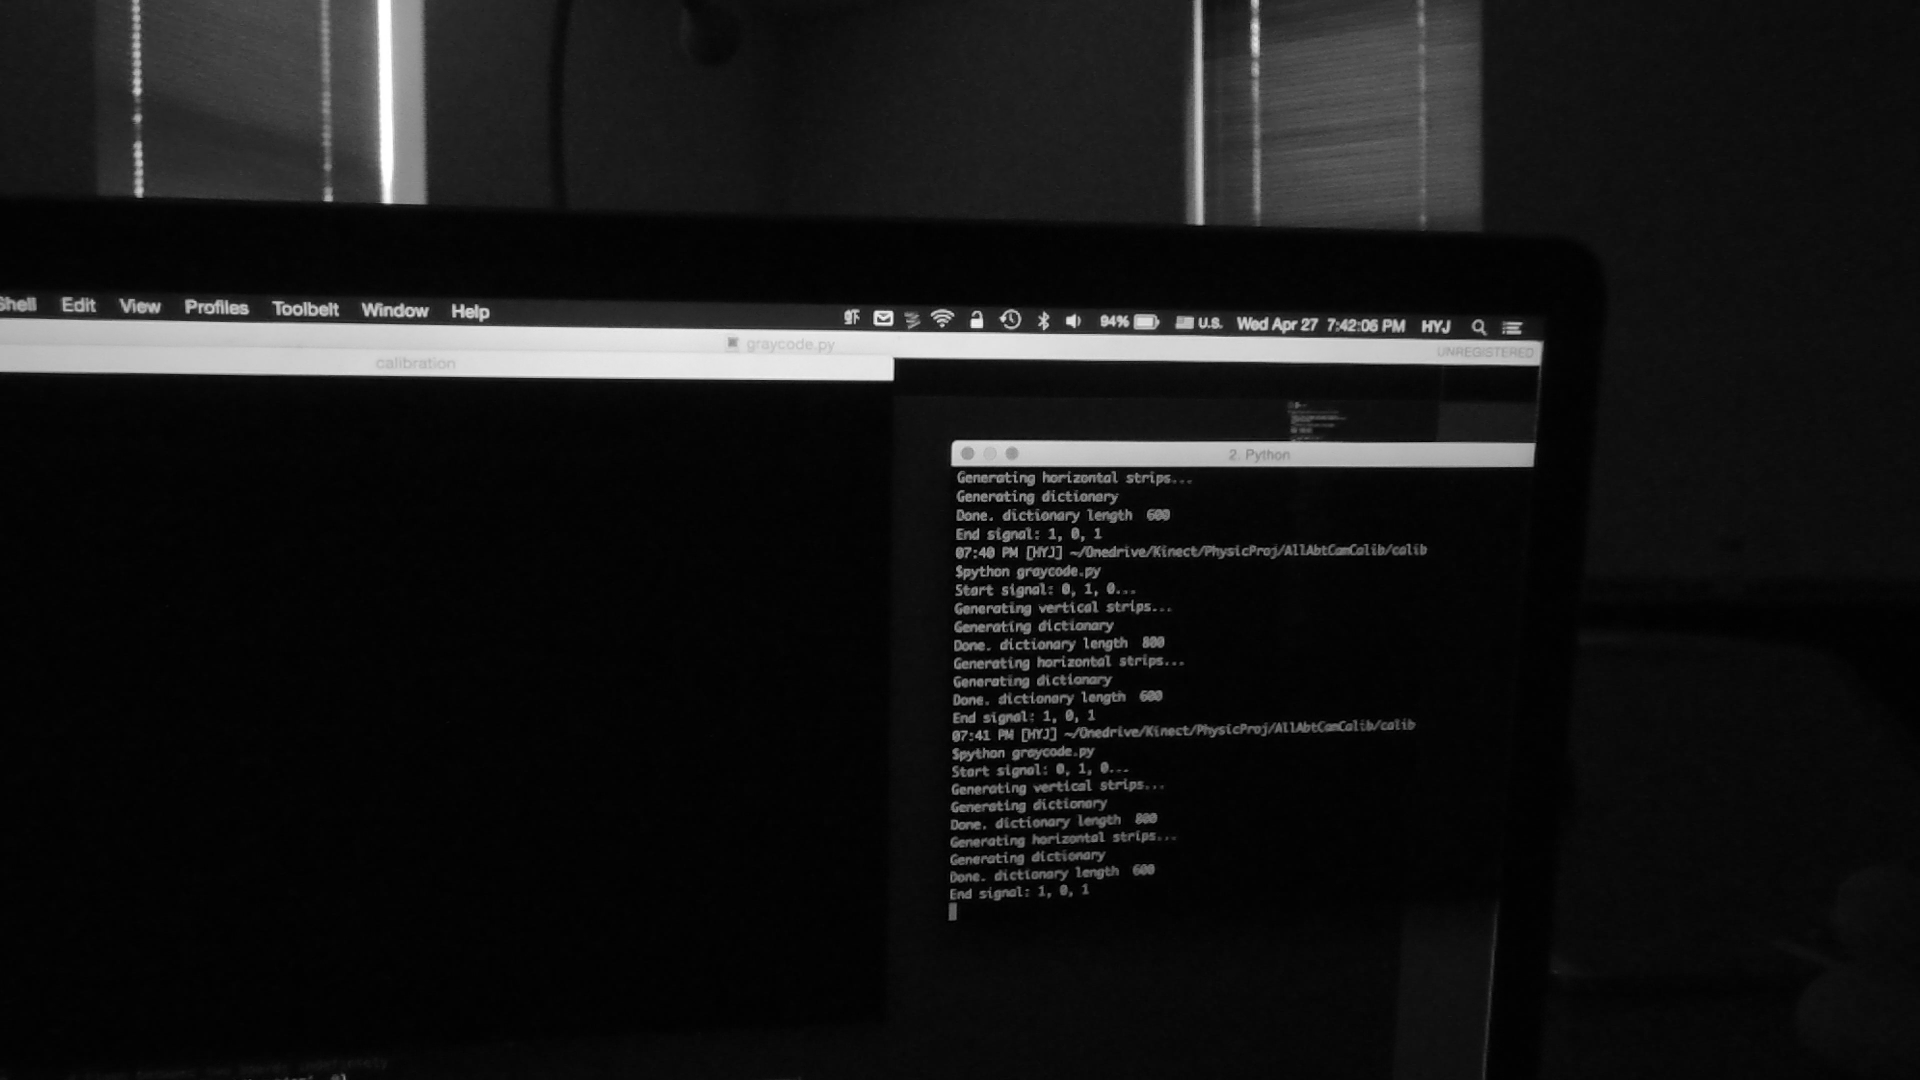 Shell Edit View Profiles Toolbelt Window Help 94% U.S. Wed Apr 27 7:42:06 PM HYJ
graycode.py
UNREGISTERED
calibration
2. Python
Generating horizontal strips...
Generating dictionary
Done. dictionary length 600
End signal: 1, 0, 1
07:40 PM [HYJ] ~/Onedrive/Kinect/PhysicProj/AllAbtCamCalib/calib
$python graycode.py
Start signal: 0, 1, 0...
Generating vertical strips...
Generating dictionary
Done. dictionary length 800
Generating horizontal strips...
Generating dictionary
Done. dictionary length 600
End signal: 1, 0, 1
07:41 PM [HYJ] ~/Onedrive/Kinect/PhysicProj/AllAbtCamCalib/calib
$python graycode.py
Start signal: 0, 1, 0...
Generating vertical strips...
Generating dictionary
Done. dictionary length 800
Generating horizontal strips...
Generating dictionary
Done. dictionary length 600
End signal: 1, 0, 1